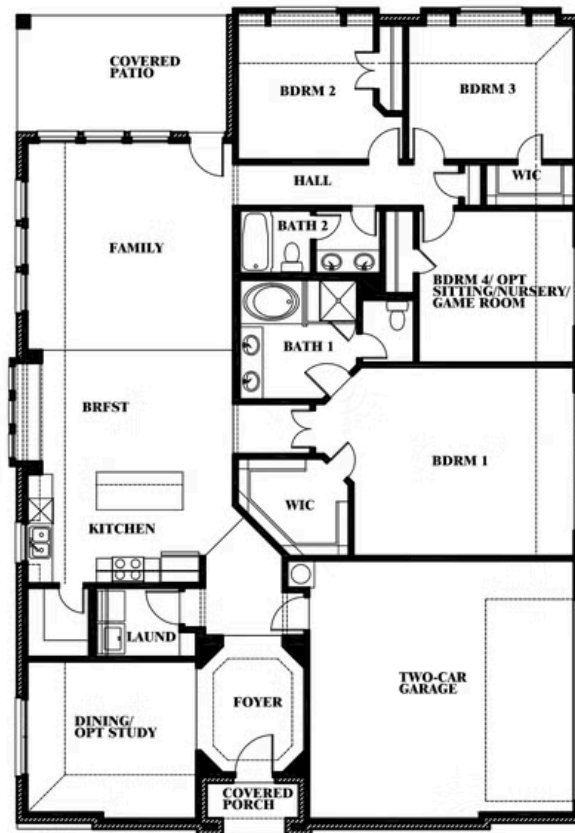 COVERED
PATIO
BDRM 2
BDRM 3
HALL
WIC
BATH 2
FAMILY
BDRM 4/ OPT
SITTING/NURSERY/
GAME ROOM
BATH 1
BRFST
BDRM 1
WIC
KITCHEN
LAUND
TWO-CAR
GARAGE
FOYER
DINING/
OPT STUDY
COVERED
PORCH